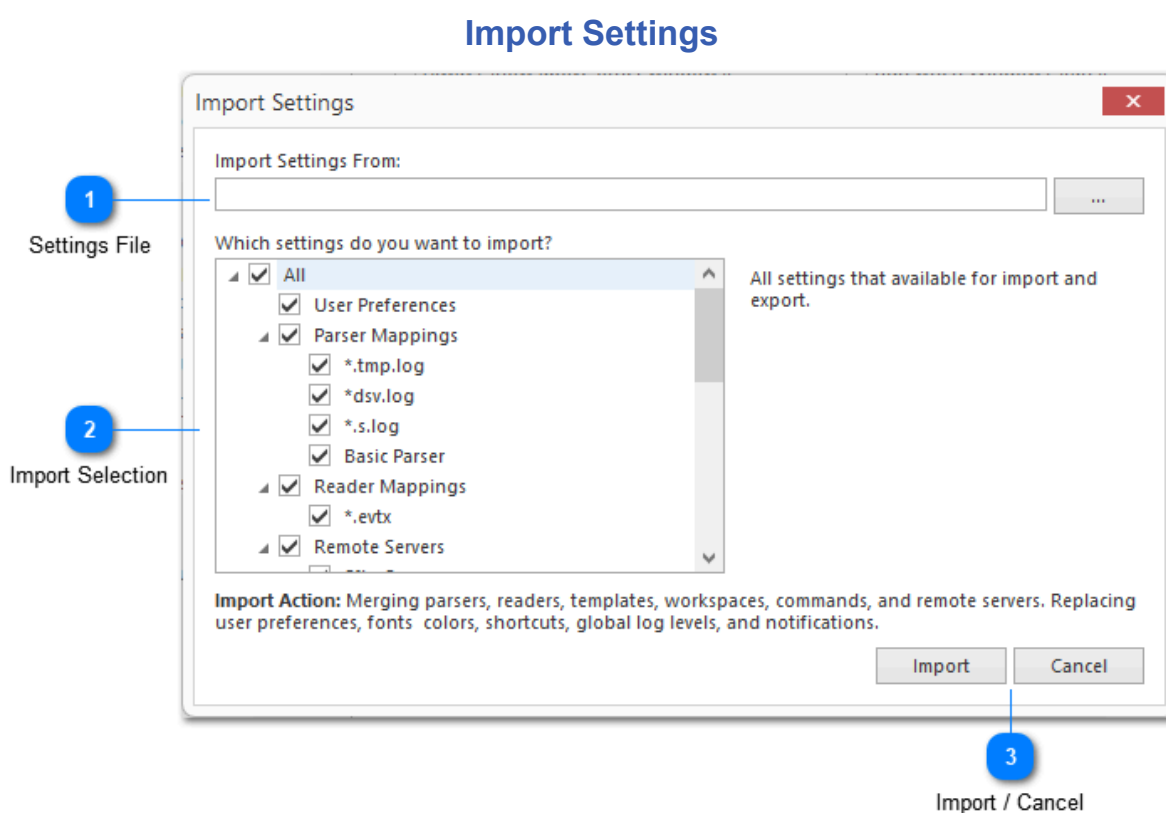 Import Settings
Import Settings
Import Settings From:
1
...
Settings File
Which settings do you want to import?
All
All settings that available for import and
export.
User Preferences
Parser Mappings
*.tmp.log
*dsv.log
*.s.log
2
Basic Parser
Import Selection
Reader Mappings
*.evtx
Remote Servers
Import Action: Merging parsers, readers, templates, workspaces, commands, and remote servers. Replacing
user preferences, fonts  colors, shortcuts, global log levels, and notifications.
Import
Cancel
3
Import / Cancel